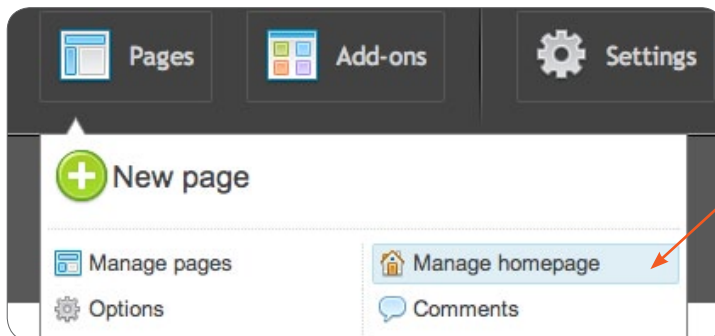 Pages Add-ons Settings
New page
Manage pages Manage homepage
Options Comments